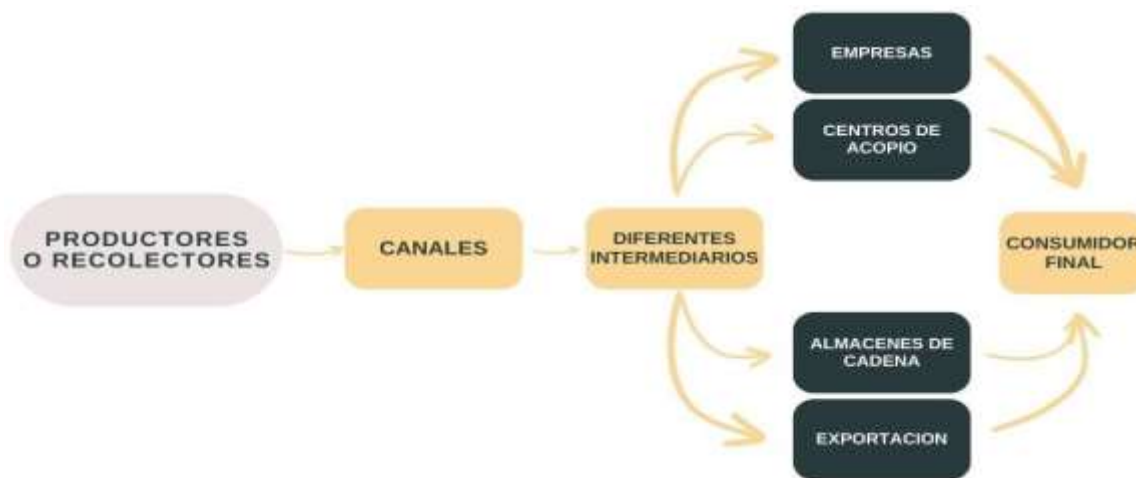 PRODUCTORES
O RECOLECTORES
CANALES
DIFERENTES
INTERMEDIARIOS
EMPRESAS
CENTROS DE
ACOPIO
ALMACENES DE
CADENA
EXPORTACION
CONSUMIDOR
FINAL